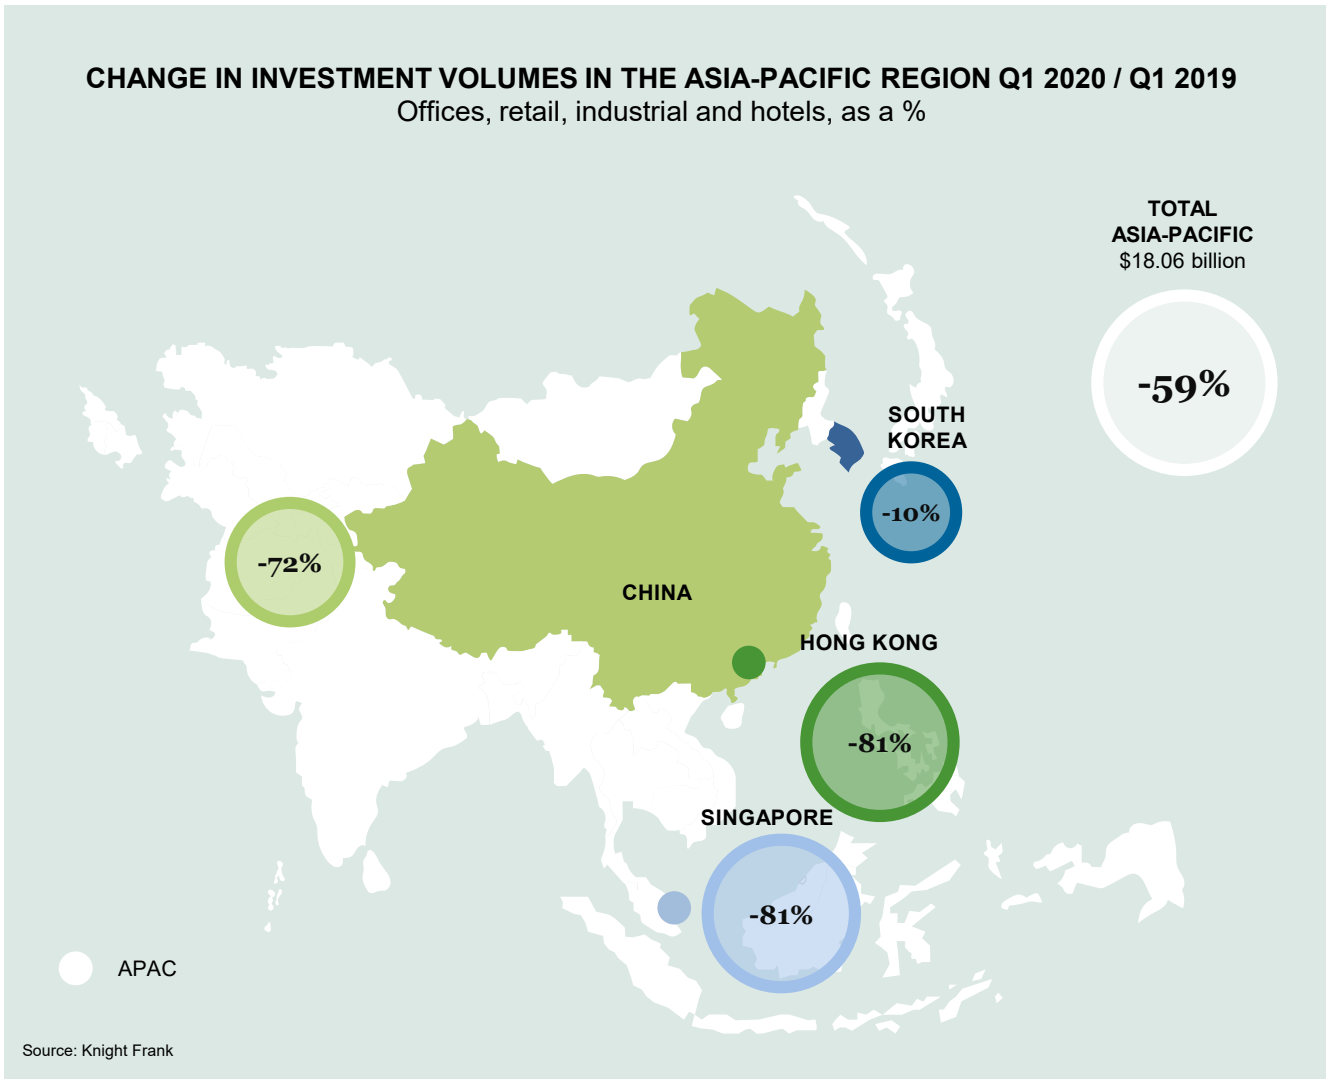 CHANGE IN INVESTMENT VOLUMES IN THE ASIA-PACIFIC REGION Q1 2020 / Q1 2019
Offices, retail, industrial and hotels, as a %
TOTAL
ASIA-PACIFIC
$18.06 billion
-59%
SOUTH
KOREA
-10%
-72%
CHINA
HONG KONG
-81%
SINGAPORE
-81%
APAC
Source: Knight Frank